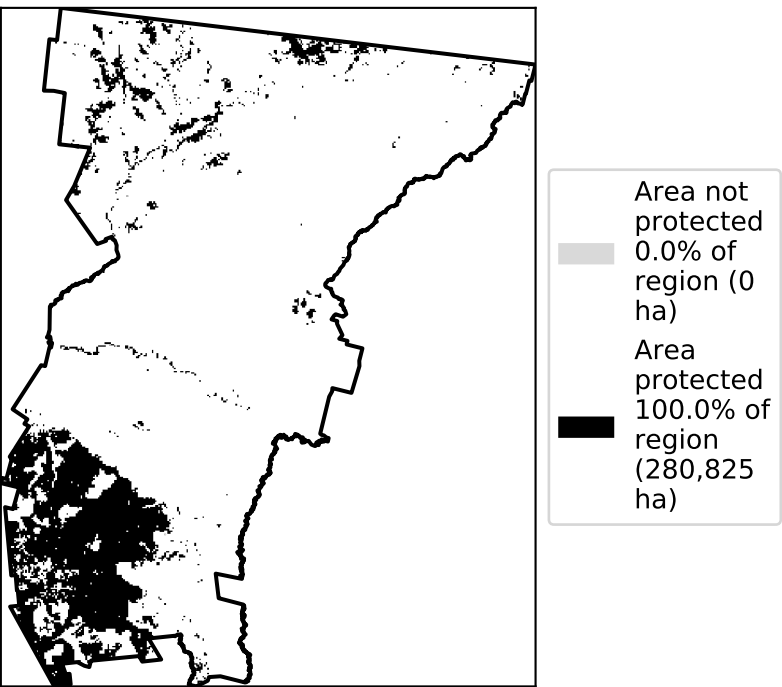 Area not
protected
0.0% of
region (0
ha)
Area
protected
100.0% of
region
(280,825
ha)